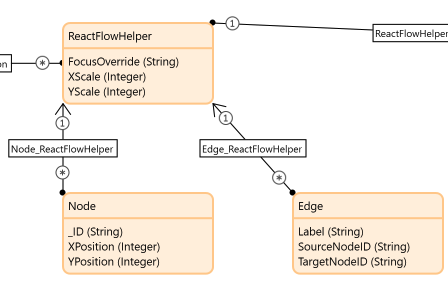 1
ReactFlowHelper
ReactFlowHelper
on
*
FocusOverride (String)
XScale (Integer)
YScale (Integer)
1
1
Node_ReactFlowHelper
Edge_ReactFlowHelper
*
*
Node
_ID (String)
XPosition (Integer)
YPosition (Integer)
Edge
Label (String)
SourceNodeID (String)
TargetNodeID (String)